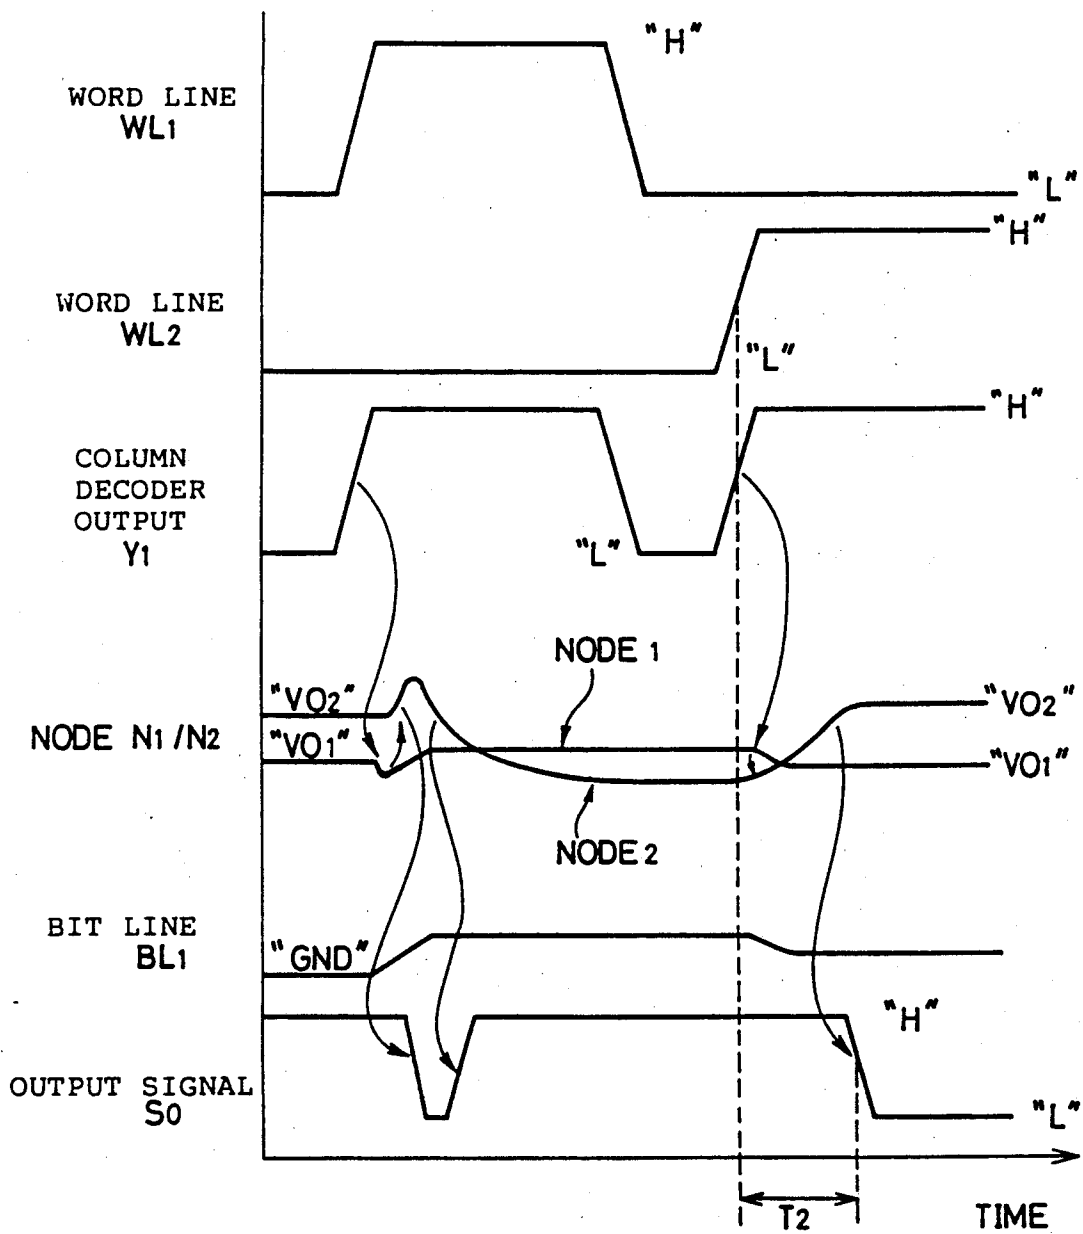 "H"
WORD LINE
WL1
"L"
"H"
WORD LINE
WL2
"L"
"H"
COLUMN
DECODER
OUTPUT
Y1
"L"
NODE 1
"VO2"
"VO2"
NODE N1/N2
"VO1"
"VO1"
NODE 2
BIT LINE
BL1
"GND"
"H"
OUTPUT SIGNAL
SO
"L"
T2
TIME